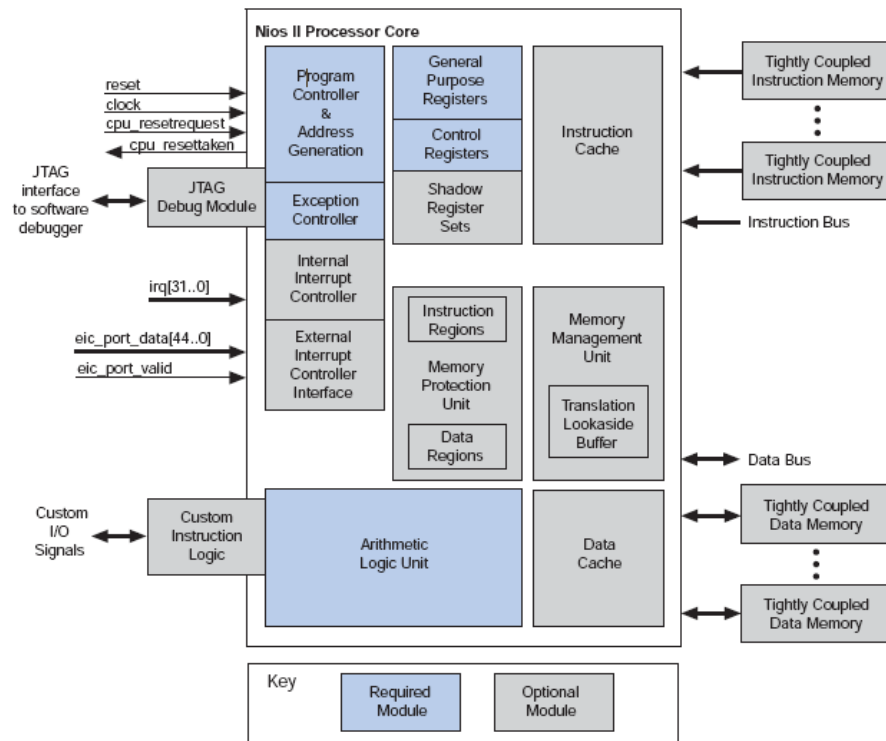 Nios II Processor Core
reset
clock
cpu_resetrequest
cpu_resettaken
JTAG
interface
to software
debugger
JTAG
Debug Module
irq[31..0]
eic_port_data[44..0]
eic_port_valid
Custom
I/O
Signals
Custom
Instruction
Logic
Program
Controller
&
Address
Generation
Exception
Controller
Internal
Interrupt
Controller
External
Interrupt
Controller
Interface
General
Purpose
Registers
Control
Registers
Shadow
Register
Sets
Instruction
Cache
Instruction
Regions
Memory
Protection
Unit
Data
Regions
Memory
Management
Unit
Translation
Lookaside
Buffer
Arithmetic
Logic Unit
Data
Cache
Tightly Coupled
Instruction Memory
Tightly Coupled
Instruction Memory
Instruction Bus
Data Bus
Tightly Coupled
Data Memory
Tightly Coupled
Data Memory
Key
Required
Module
Optional
Module